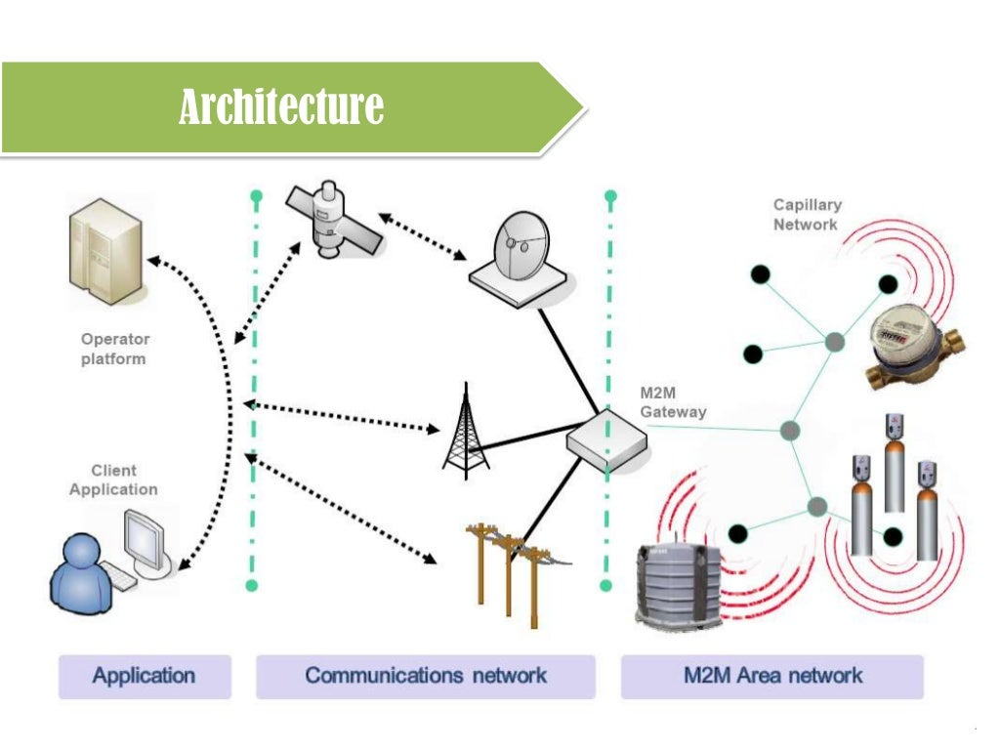 Architecture
Capillary
Network
Operator
platform
M2M
Gateway
Client
Application
Application
Communications network
M2M Area network